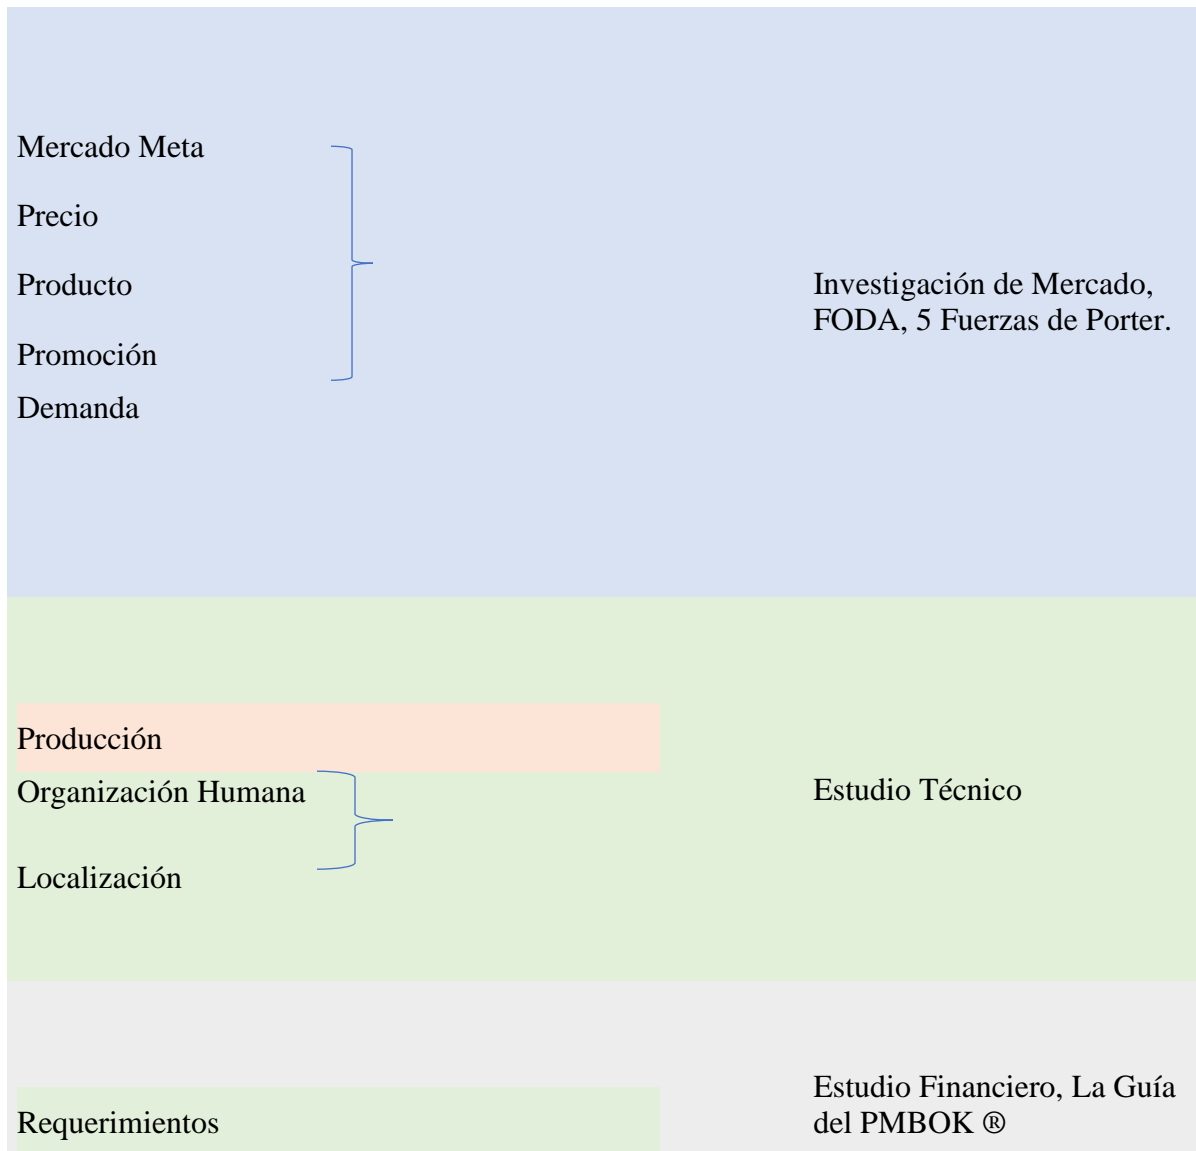 Mercado Meta
Precio
Producto
Promoción
Demanda
Investigación de Mercado,
FODA, 5 Fuerzas de Porter.
Producción
Organización Humana
Localización
Estudio Técnico
Requerimientos
Estudio Financiero, La Guía
del PMBOK ®